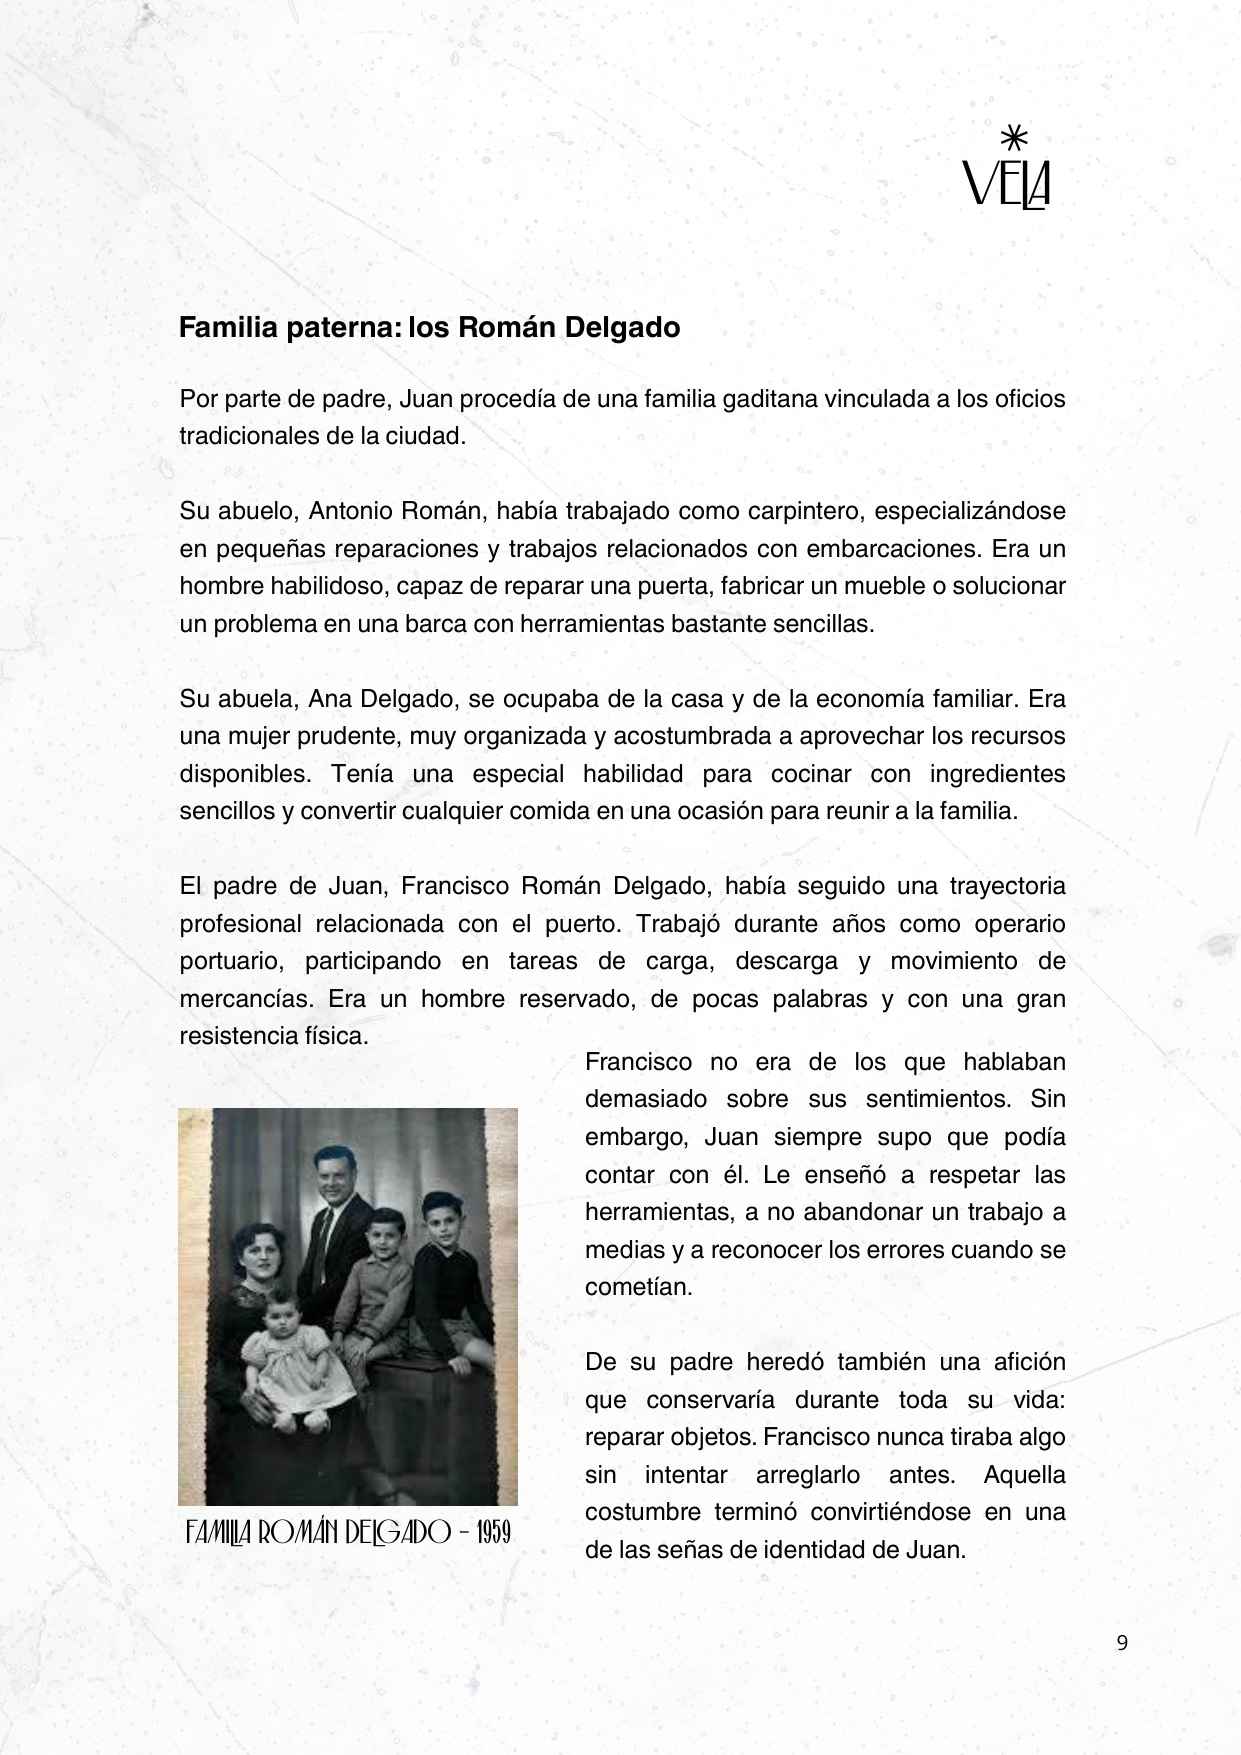 VELA
Familia paterna: los Román Delgado
Por parte de padre, Juan procedía de una familia gaditana vinculada a los oficios
tradicionales de la ciudad.
Su abuelo, Antonio Román, había trabajado como carpintero, especializándose
en pequeñas reparaciones y trabajos relacionados con embarcaciones. Era un
hombre habilidoso, capaz de reparar una puerta, fabricar un mueble o solucionar
un problema en una barca con herramientas bastante sencillas.
Su abuela, Ana Delgado, se ocupaba de la casa y de la economía familiar. Era
una mujer prudente, muy organizada y acostumbrada a aprovechar los recursos
disponibles. Tenía una especial habilidad para cocinar con ingredientes
sencillos y convertir cualquier comida en una ocasión para reunir a la familia.
El padre de Juan, Francisco Román Delgado, había seguido una trayectoria
profesional relacionada con el puerto. Trabajó durante años como operario
portuario, participando en tareas de carga, descarga y movimiento de
mercancías. Era un hombre reservado, de pocas palabras y con una gran
resistencia física.
Francisco no era de los que hablaban
demasiado sobre sus sentimientos. Sin
embargo, Juan siempre supo que podía
contar con él. Le enseñó a respetar las
herramientas, a no abandonar un trabajo a
medias y a reconocer los errores cuando se
cometían.
De su padre heredó también una afición
que conservaría durante toda su vida:
reparar objetos. Francisco nunca tiraba algo
sin intentar arreglarlo antes. Aquella
costumbre terminó convirtiéndose en una
de las señas de identidad de Juan.
FAMILIA ROMÁN DELGADO - 1959
9